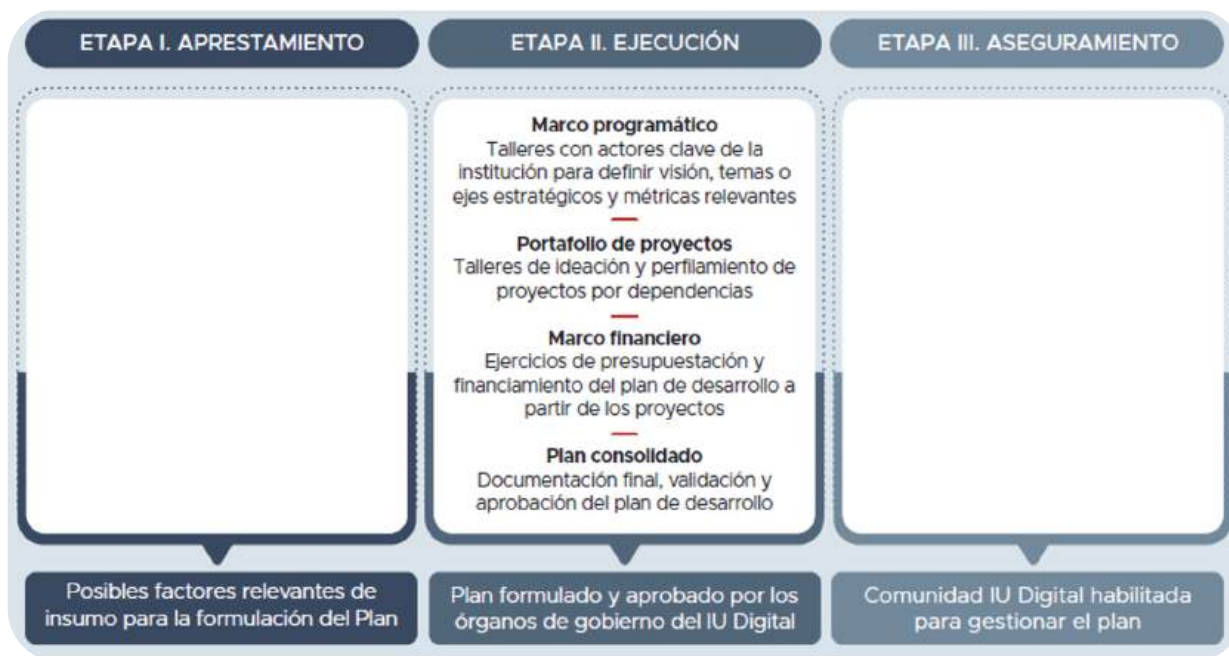 ETAPA I. APRESTAMIENTO
ETAPA II. EJECUCIÓN
ETAPA III. ASEGURAMIENTO
Marco programático
Talleres con actores clave de la
institución para definir visión, temas o
ejes estratégicos y métricas relevantes
Portafolio de proyectos
Talleres de ideación y perfilamiento de
proyectos por dependencias
Marco financiero
Ejercicios de presupuestación y
financiamiento del plan de desarrollo a
partir de los proyectos
Plan consolidado
Documentación final, validación y
aprobación del plan de desarrollo
Posibles factores relevantes de
insumo para la formulación del Plan
Plan formulado y aprobado por los
órganos de gobierno del IU Digital
Comunidad IU Digital habilitada
para gestionar el plan